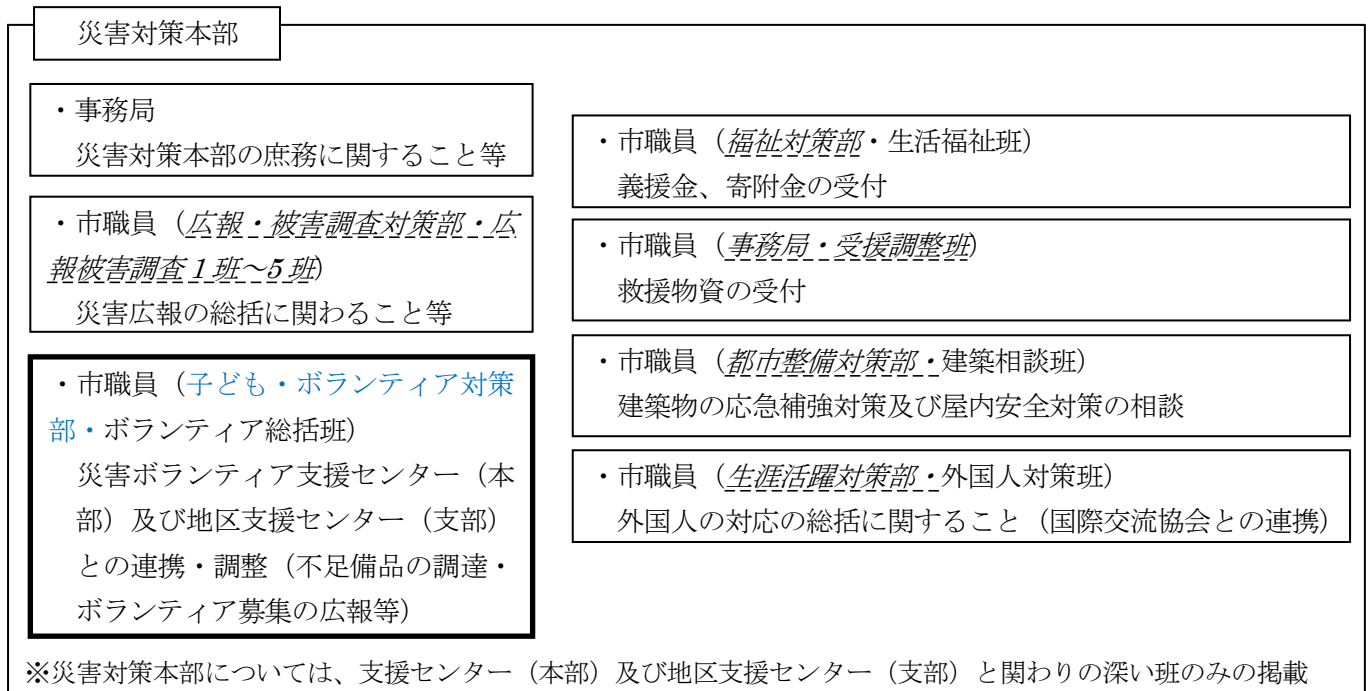 災害対策本部
・事務局
災害対策本部の庶務に関すること等
・市職員（広報・被害調査対策部・広
報被害調査1班～5班）
災害広報の総括に関わること等
・市職員（子ども・ボランティア対策
部・ボランティア総括班）
災害ボランティア支援センター（本
部）及び地区支援センター（支部）
との連携・調整（不足備品の調達・
ボランティア募集の広報等）
・市職員（福祉対策部・生活福祉班）
義援金、寄附金の受付
・市職員（事務局・受援調整班）
救援物資の受付
・市職員（都市整備対策部・建築相談班）
建築物の応急補強対策及び屋内安全対策の相談
・市職員（生涯活躍対策部・外国人対策班）
外国人の対応の総括に関すること（国際交流協会との連携）
※災害対策本部については、支援センター（本部）及び地区支援センター（支部）と関わりの深い班のみの掲載